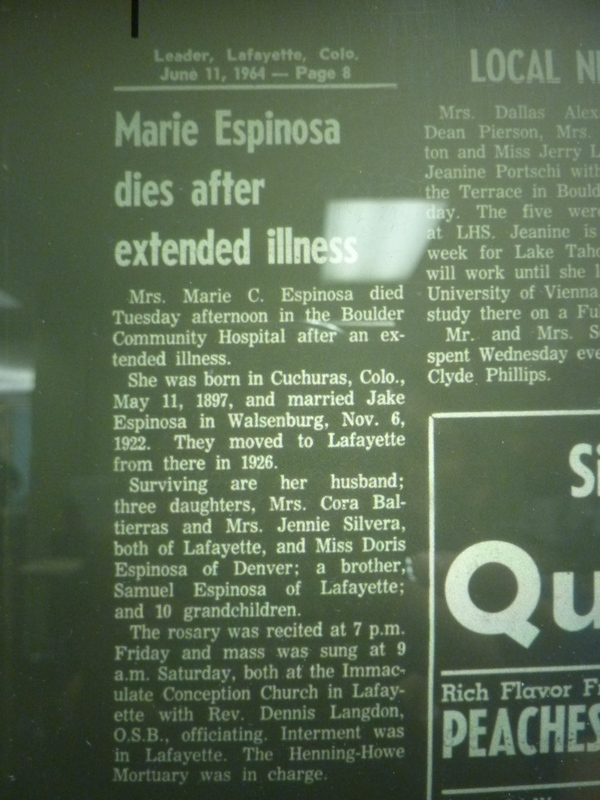 Leader, Lafayette, Colo.
June 11, 1964 — Page 8
Marie Espinosa
dies after
extended illness
Mrs. Marie C. Espinosa died
Tuesday afternoon in the Boulder
Community Hospital after an ex-
tended illness.
She was born in Cuchuras, Colo.,
May 11, 1897, and married Jake
Espinosa in Walsenburg, Nov. 6,
1922. They moved to Lafayette
from there in 1926.
Surviving are her husband;
three daughters, Mrs. Cora Bal-
tierras and Mrs. Jennie Silvera,
both of Lafayette, and Miss Doris
Espinosa of Denver; a brother,
Samuel Espinosa of Lafayette;
and 10 grandchildren.
The rosary was recited at 7 p.m.
Friday and mass was sung at 9
a.m. Saturday, both at the Immac-
ulate Conception Church in Lafay-
ette with Rev. Dennis Langdon,
O.S.B., officiating. Interment was
in Lafayette. The Henning-Howe
Mortuary was in charge.
LOCAL N
Mrs. Dallas Alex
Dean Pierson, Mrs.
ton and Miss Jerry L
Jeanine Portschi with
the Terrace in Bould
day. The five were
at LHS. Jeanine is
week for Lake Taho
will work until she l
University of Vienna
study there on a Fu
Mr. and Mrs. S
spent Wednesday eve
Clyde Phillips.
Si
Qu
Rich Flavor F
PEACHES